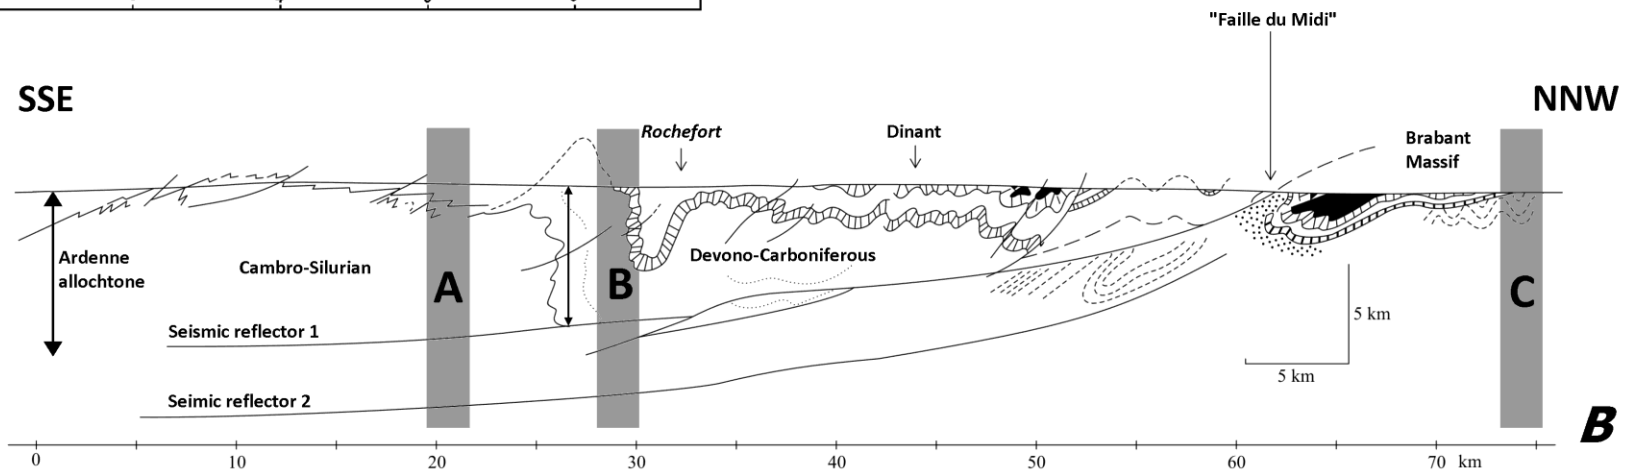 "Faille du Midi"
SSE
NNW
Rochefort
Dinant
Brabant
Massif
Ardenne
allochtone
Cambro-Silurian
A
B
Devono-Carboniferous
C
Seismic reflector 1
5 km
5 km
Seimic reflector 2
B
0 10 20 30 40 50 60 70 km